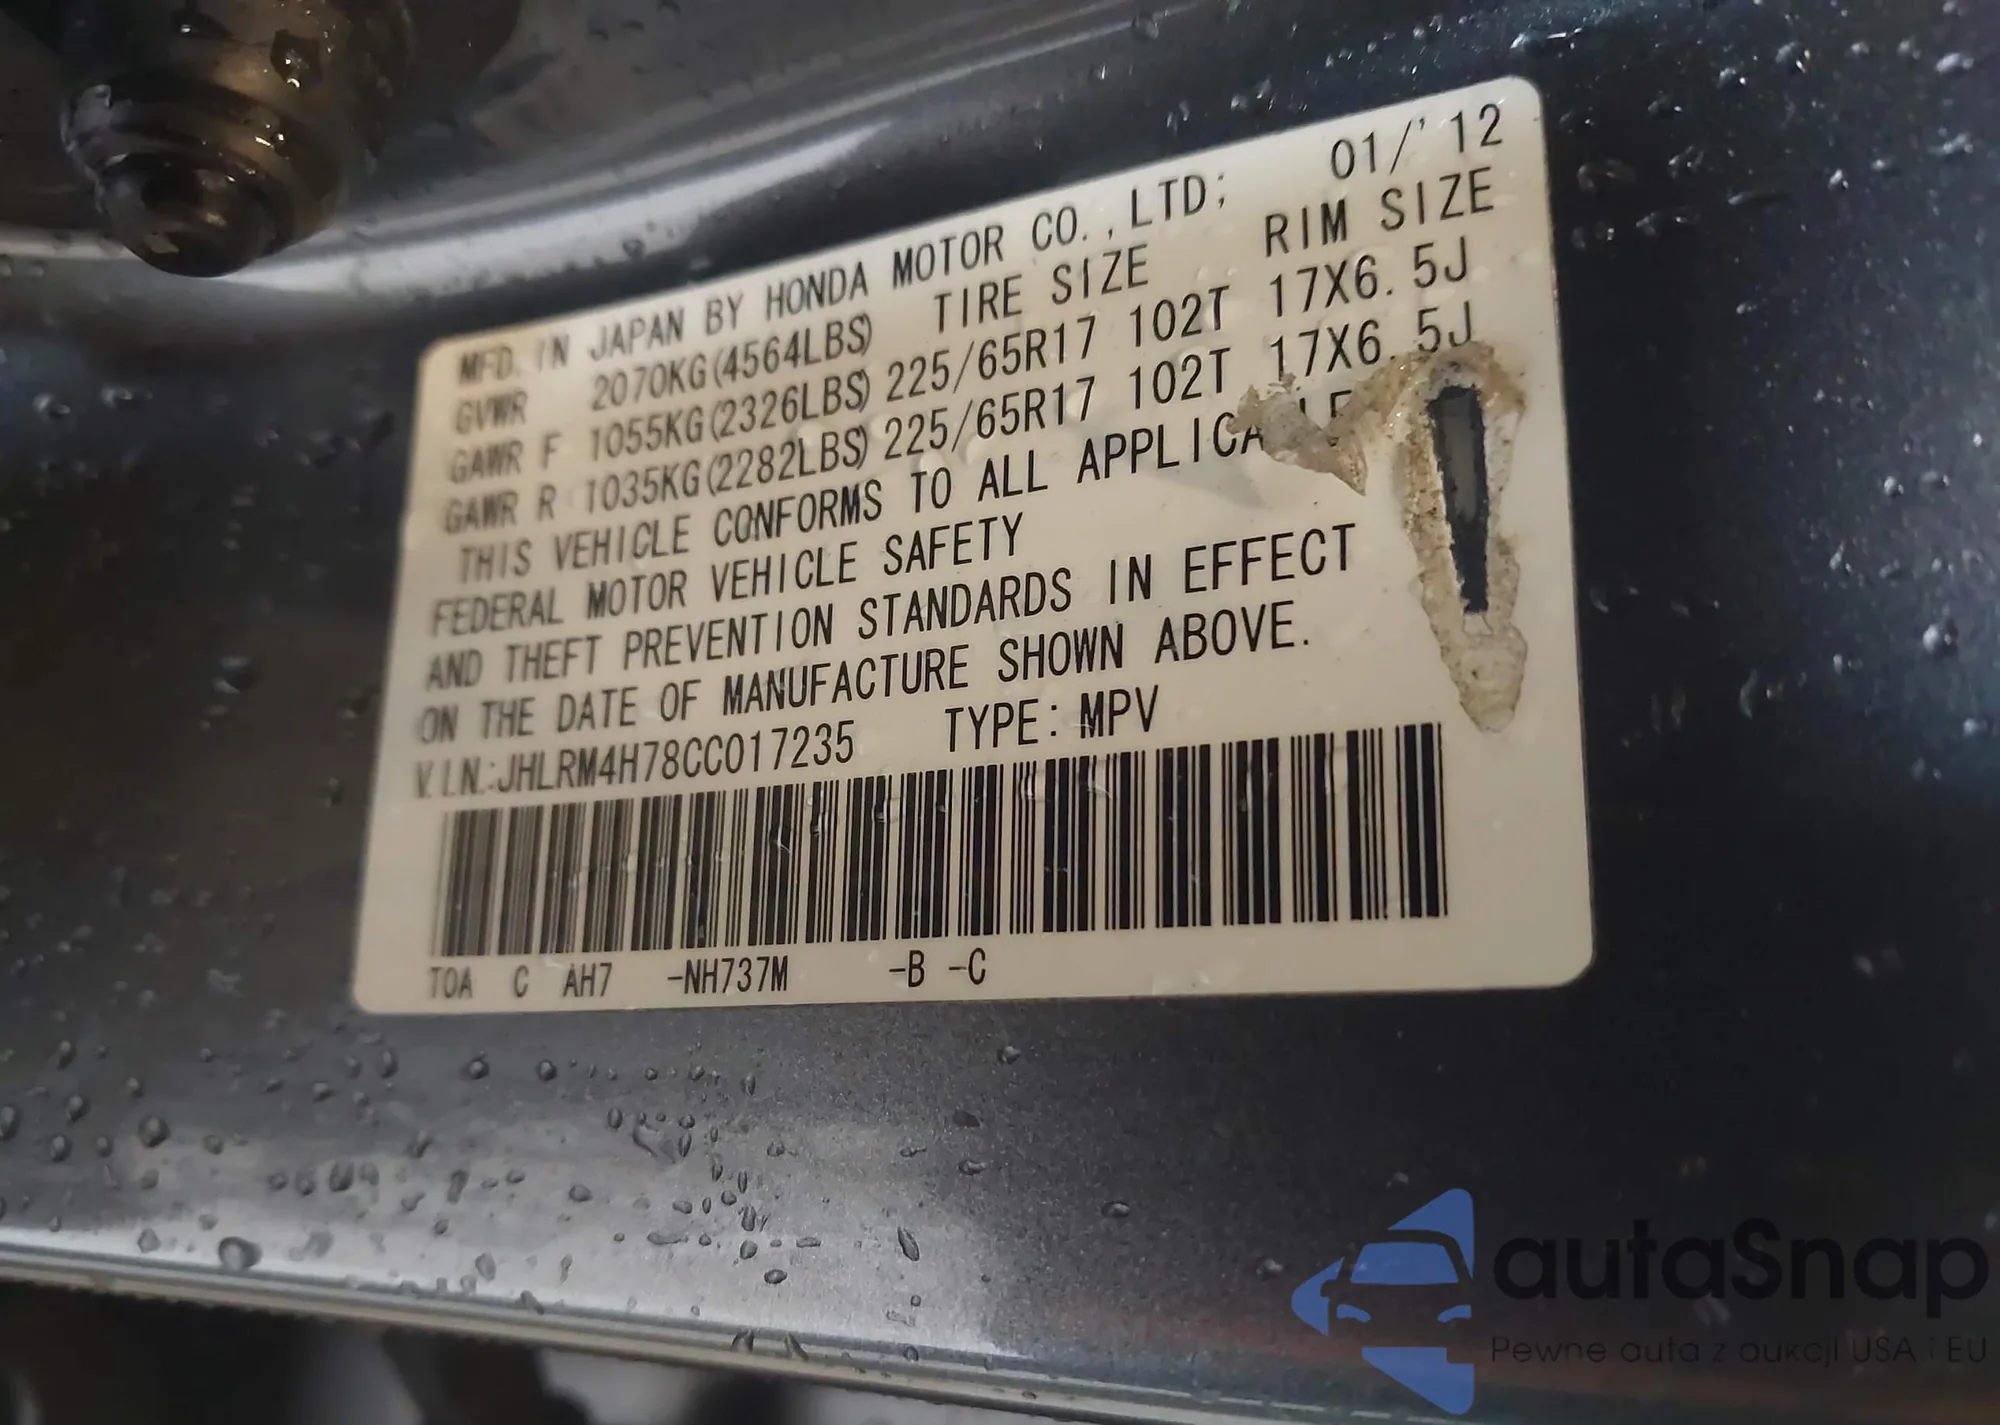 MFD. IN JAPAN BY HONDA MOTOR CO., LTD; 01/'12
GVWR 2070KG(4564LBS) TIRE SIZE RIM SIZE
GAWR F 1055KG(2326LBS) 225/65R17 102T 17X6.5J
GAWR R 1035KG(2282LBS) 225/65R17 102T 17X6.5J
THIS VEHICLE CONFORMS TO ALL
FEDERAL MOTOR VEHICLE SAFETY
AND THEFT PREVENTION STANDARDS IN EFFECT
ON THE DATE OF MANUFACTURE SHOWN ABOVE.
V.I.N.:JHLRM4H78CC017235 TYPE: MPV
TOA C AH7 -NH737M -B -C
autaSnap
Pewne auta z aukcji USA i EU